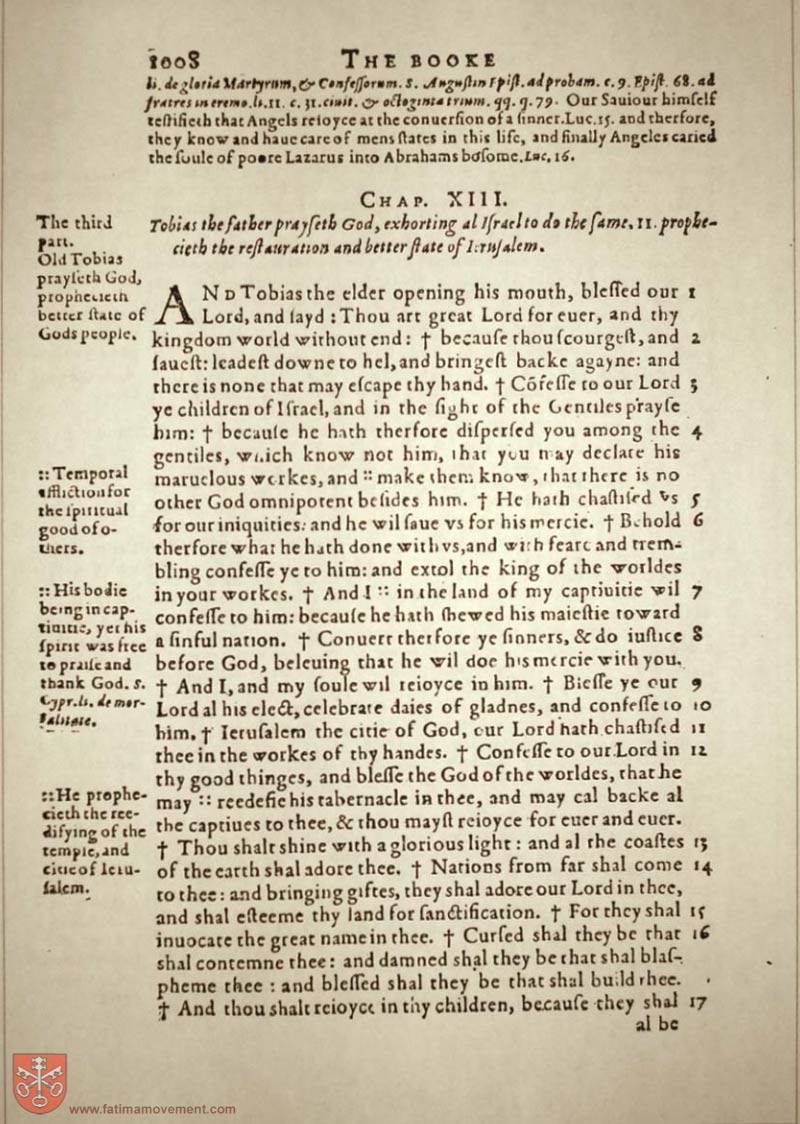 1008 THE BOOKE
li. de gloria Martyrum, & Confessorum. S. Augustin Epist. ad probam. c. 9. Epist. 68. ad
fratres in eremo. li. 11. c. 31. ciuit. & octoginta trium. qq. q. 79. Our Sauiour himself
testifieth that Angels reioyce at the conuersion of a sinner. Luc. 15. and therfore,
they know and haue care of mens states in this life, and finally Angeles caried
the soule of poore Lazarus into Abrahams bosome. Luc. 16.
CHAP. XIII.
Tobias the father prayseth God, exhorting al Israel to do the same. 11. prophe-
cieth the restauration and better state of Ierusalem.
The third
part.
Old Tobias
prayseth God,
prophecieth
better state of
Gods people.
AND Tobias the elder opening his mouth, blessed our 1
Lord, and sayd : Thou art great Lord for euer, and thy
kingdom world without end : † because thou scourgest, and 2
sauest: leadest downe to hel, and bringest backe agayne: and
there is none that may escape thy hand. † Cõfesse to our Lord 3
ye children of Israel, and in the sight of the Gentiles prayse
him: † because he hath therfore dispersed you among the 4
gentiles, which know not him, that you may declare his
maruelous workes, and :: make them know, that there is no
other God omnipotent besides him. † He hath chastised vs 5
for our iniquities: and he wil saue vs for his mercie. † Behold 6
therfore what he hath done with vs, and with feare and trem-
bling confesse ye to him: and extol the king of the worldes
in your workes. † And I :: in the land of my captiuitie wil 7
confesse to him: because he hath shewed his maiestie toward
a sinful nation. † Conuert therfore ye sinners, & do iustice 8
before God, beleuing that he wil doe his mercie with you.
† And I, and my soule wil reioyce in him. † Blesse ye our 9
Lord al his elect, celebrate daies of gladnes, and confesse to 10
him. † Ierusalem the citie of God, our Lord hath chastised 11
thee in the workes of thy handes. † Confesse to our Lord in 12
thy good thinges, and blesse the God of the worldes, that he
may :: reedefie his tabernacle in thee, and may cal backe al
the captiues to thee, & thou mayst reioyce for euer and euer.
† Thou shalt shine with a glorious light : and al the coastes 13
of the earth shal adore thee. † Nations from far shal come 14
to thee : and bringing giftes, they shal adore our Lord in thee,
and shal esteeme thy land for sanctification. † For they shal 15
inuocate the great name in thee. † Cursed shal they be that 16
shal contemne thee : and damned shal they be that shal blas-
pheme thee : and blessed shal they be that shal build thee.
† And thou shalt reioyce in thy children, because they shal 17
al be
:: Temporal
affliction for
the spiritual
good of o-
thers.
:: His bodie
being in cap-
tiuitie, yet his
spirit was free
to praise and
thank God. S.
Cypr. li. de mor-
talitate.
:: He prophe-
cieth the ree-
difying of the
temple, and
citie of Ieru-
salem.
www.fatimamovement.com